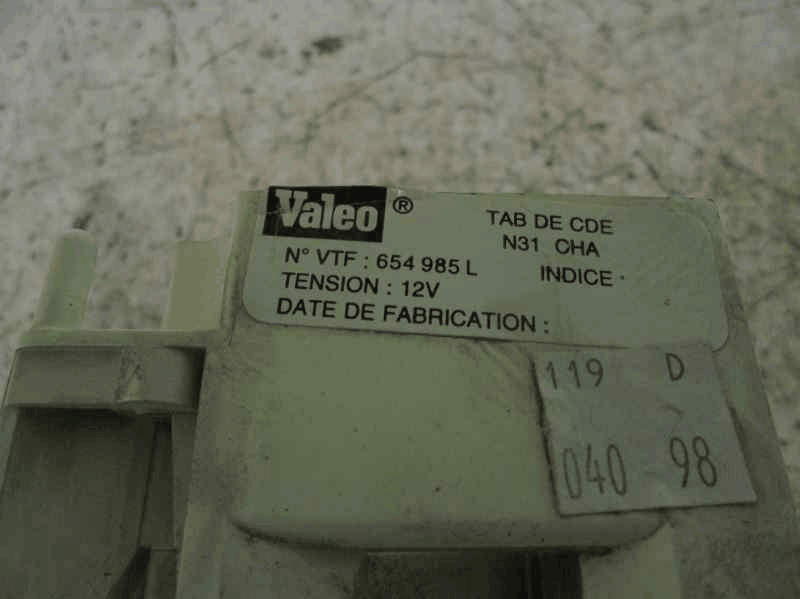 Valeo ®
TAB DE CDE
N31 CHA
N° VTF : 654 985 L
INDICE
TENSION : 12V
DATE DE FABRICATION :
119 D
040 98